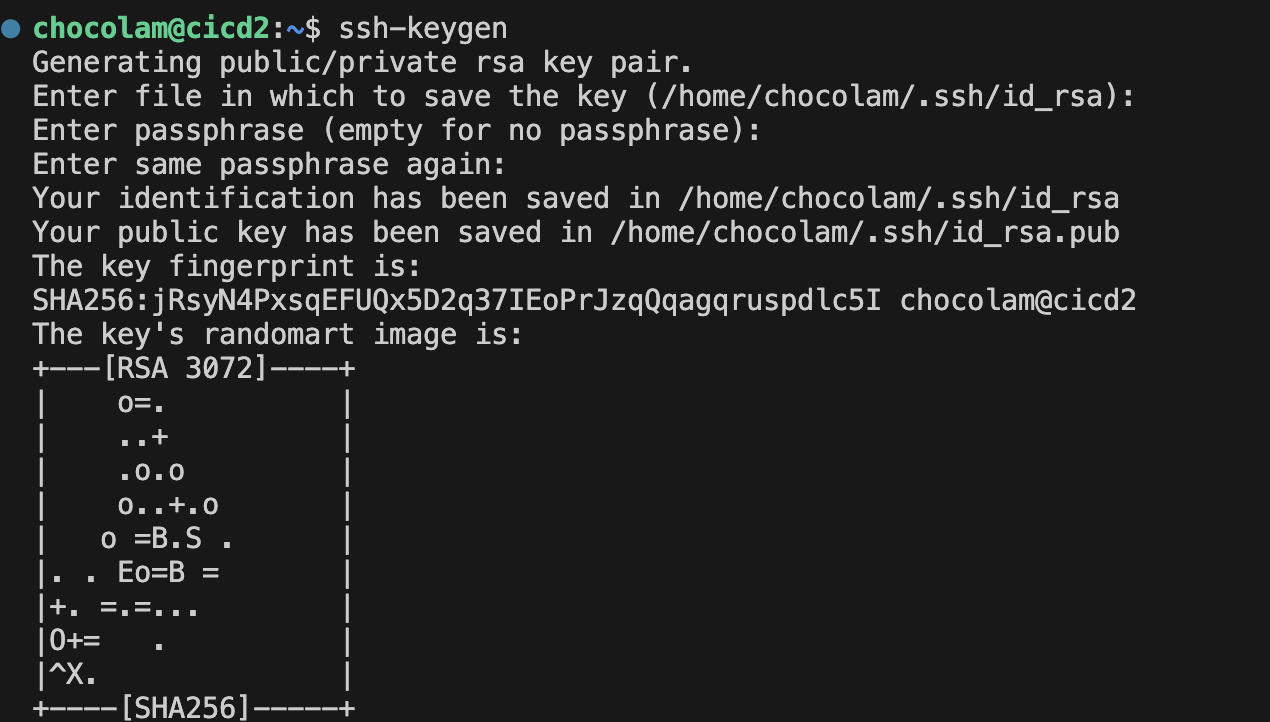 chocolam@cicd2:~$ ssh-keygen
Generating public/private rsa key pair.
Enter file in which to save the key (/home/chocolam/.ssh/id_rsa):
Enter passphrase (empty for no passphrase):
Enter same passphrase again:
Your identification has been saved in /home/chocolam/.ssh/id_rsa
Your public key has been saved in /home/chocolam/.ssh/id_rsa.pub
The key fingerprint is:
SHA256:jRsyN4PxsqEFUQx5D2q37IEoPrJzqQqagqruspdlc5I chocolam@cicd2
The key's randomart image is:
+---[RSA 3072]----+
|    o=.          |
|    ..+          |
|    .o.o         |
|    o..+.o       |
|   o =B.S .      |
|. . Eo=B =       |
|+. =.=...        |
|O+=   .          |
|^X.              |
+----[SHA256]-----+